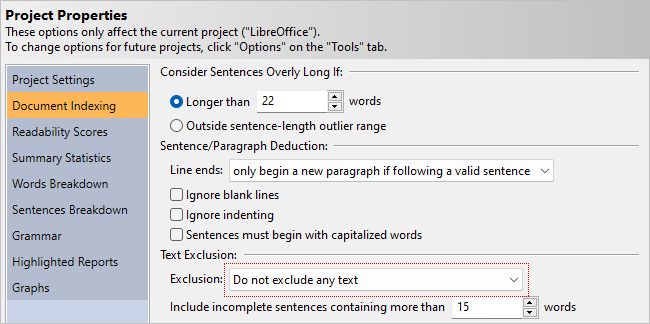 Project Properties
These options only affect the current project ("LibreOffice").
To change options for future projects, click "Options" on the "Tools" tab.
Project Settings
Document Indexing
Readability Scores
Summary Statistics
Words Breakdown
Sentences Breakdown
Grammar
Highlighted Reports
Graphs
Consider Sentences Overly Long If:
Longer than 22 words
Outside sentence-length outlier range
Sentence/Paragraph Deduction:
Line ends: only begin a new paragraph if following a valid sentence
Ignore blank lines
Ignore indenting
Sentences must begin with capitalized words
Text Exclusion:
Exclusion: Do not exclude any text
Include incomplete sentences containing more than 15 words